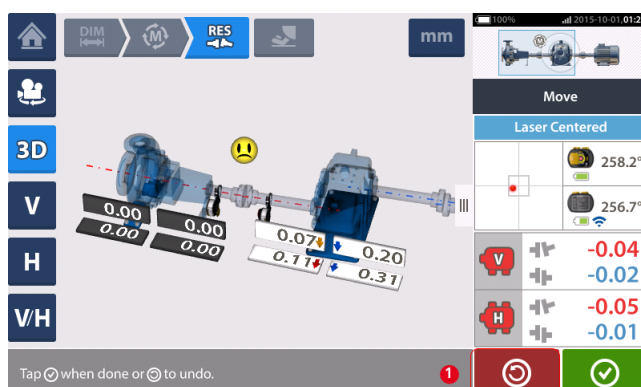 100% 2015-10-01,01:2
DIM
M
RES
mm
Move
Laser Centered
3D
258.2°
256.7°
V
0.00
0.00
0.00
0.00
0.07
0.20
0.11
0.31
H
V -0.04
-0.02
V/H
H -0.05
-0.01
Tap when done or to undo.
1